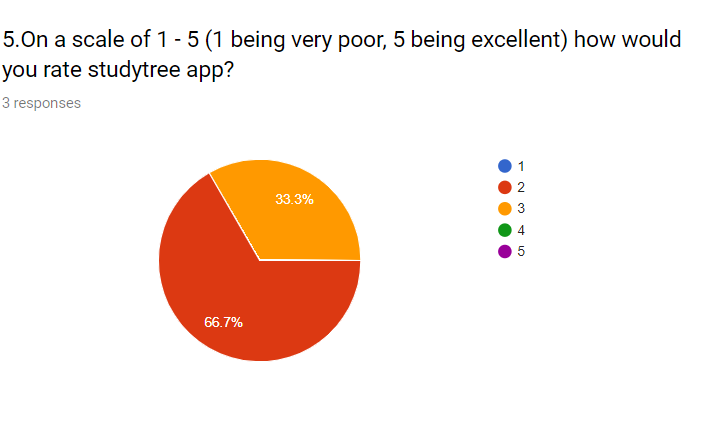 5.On a scale of 1 - 5 (1 being very poor, 5 being excellent) how would
you rate studytree app?
3 responses
33.3%
66.7%
1
2
3
4
5